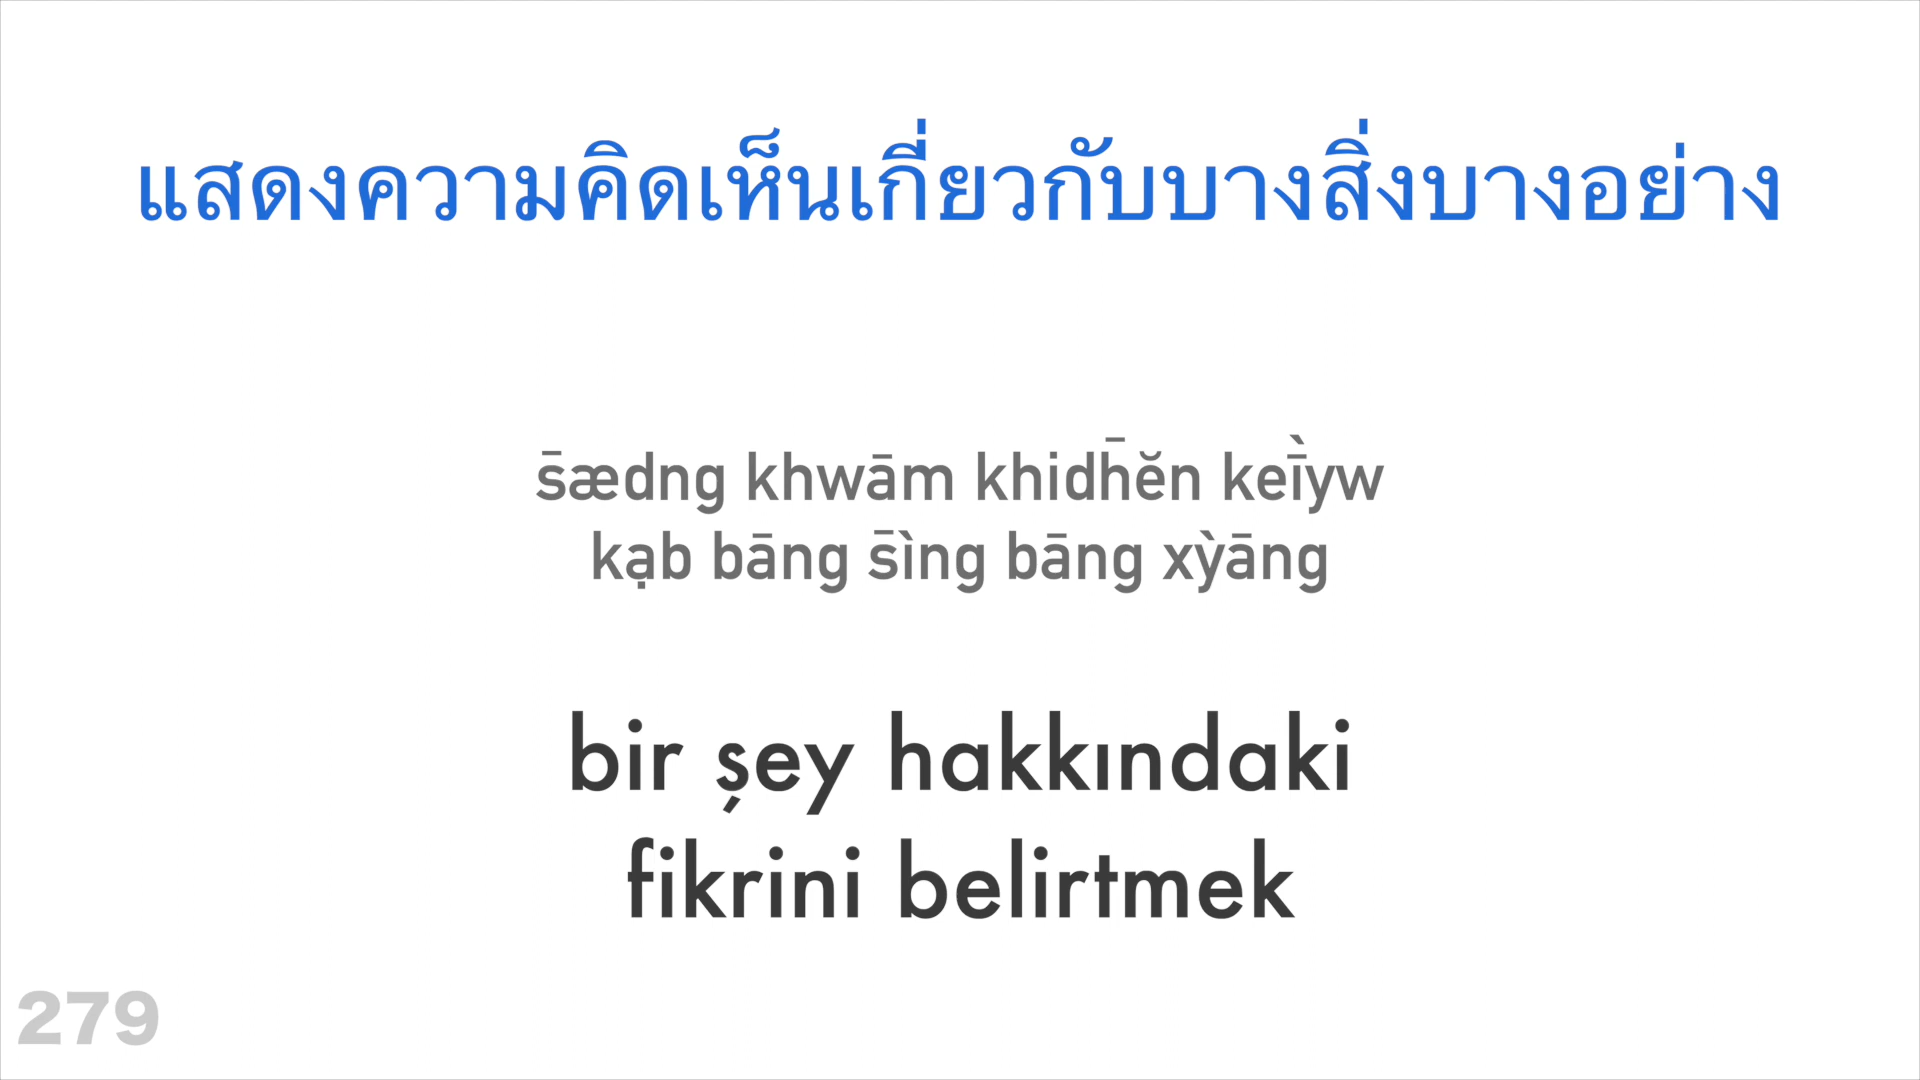 แสดงความคิดเห็นเกี่ยวกับบางสิ่งบางอย่าง
s̄ædng khwām khidh̄ĕn keī̀yw
kạb bāng s̄ìng bāng xỳāng
bir şey hakkındaki
fikrini belirtmek
279